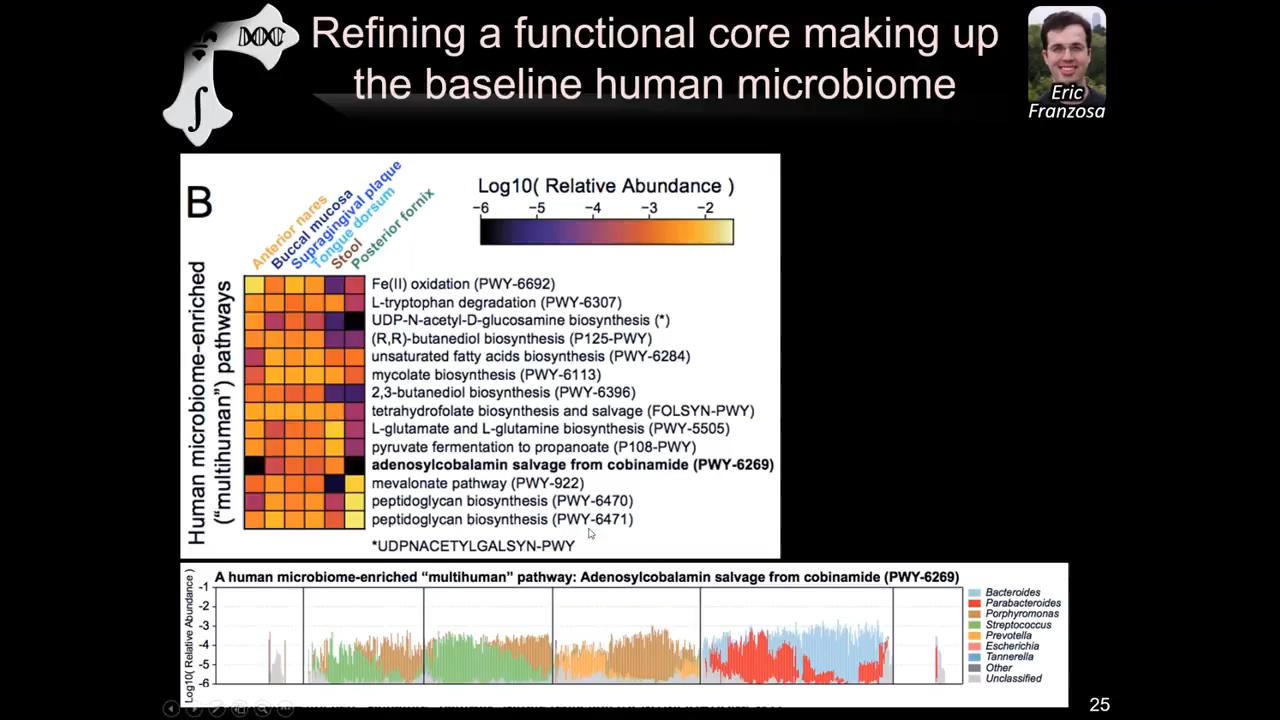 Refining a functional core making up
the baseline human microbiome
Eric
Franzosa
B
Anterior nares
Buccal mucosa
Supragingival plaque
Tongue dorsum
Stool
Posterior fornix
Log10( Relative Abundance )
−6 −5 −4 −3 −2
Human microbiome-enriched
("multihuman") pathways
Fe(II) oxidation (PWY-6692)
L-tryptophan degradation (PWY-6307)
UDP-N-acetyl-D-glucosamine biosynthesis (*)
(R,R)-butanediol biosynthesis (P125-PWY)
unsaturated fatty acids biosynthesis (PWY-6284)
mycolate biosynthesis (PWY-6113)
2,3-butanediol biosynthesis (PWY-6396)
tetrahydrofolate biosynthesis and salvage (FOLSYN-PWY)
L-glutamate and L-glutamine biosynthesis (PWY-5505)
pyruvate fermentation to propanoate (P108-PWY)
adenosylcobalamin salvage from cobinamide (PWY-6269)
mevalonate pathway (PWY-922)
peptidoglycan biosynthesis (PWY-6470)
peptidoglycan biosynthesis (PWY-6471)
*UDPNACETYLGALSYN-PWY
A human microbiome-enriched "multihuman" pathway: Adenosylcobalamin salvage from cobinamide (PWY-6269)
Log10( Relative Abundance )
-1
-2
-3
-4
-5
-6
Bacteroides
Parabacteroides
Porphyromonas
Streptococcus
Prevotella
Escherichia
Tannerella
Other
Unclassified
25